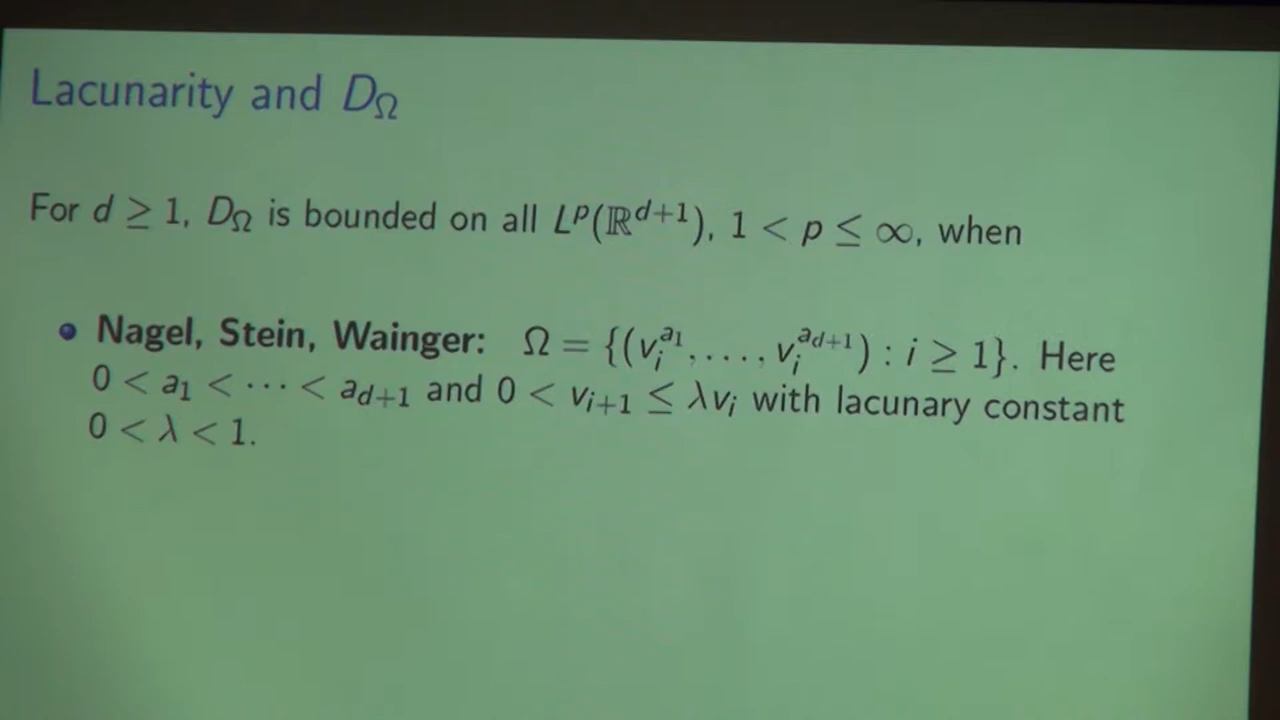 Lacunarity and D_Ω
For d ≥ 1, D_Ω is bounded on all L^p(ℝ^{d+1}), 1 < p ≤ ∞, when
• Nagel, Stein, Wainger: Ω = {(v_i^{a_1}, . . . , v_i^{a_{d+1}}) : i ≥ 1}. Here
0 < a_1 < ⋯ < a_{d+1} and 0 < v_{i+1} ≤ λv_i with lacunary constant
0 < λ < 1.